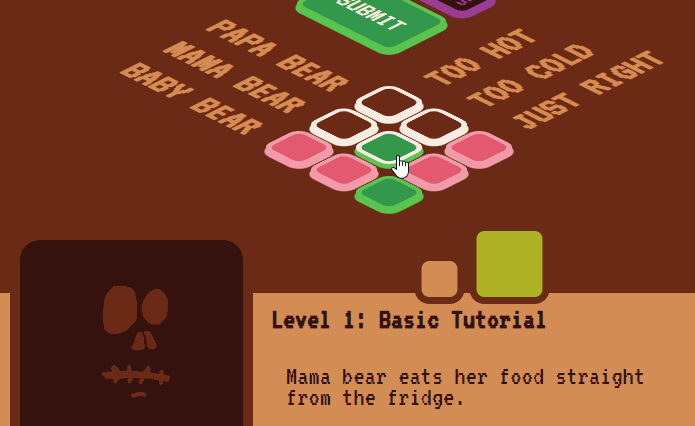 SUBMIT
PAPA BEAR
MAMA BEAR
BABY BEAR
TOO HOT
TOO COLD
JUST RIGHT
Level 1: Basic Tutorial
Mama bear eats her food straight
from the fridge.